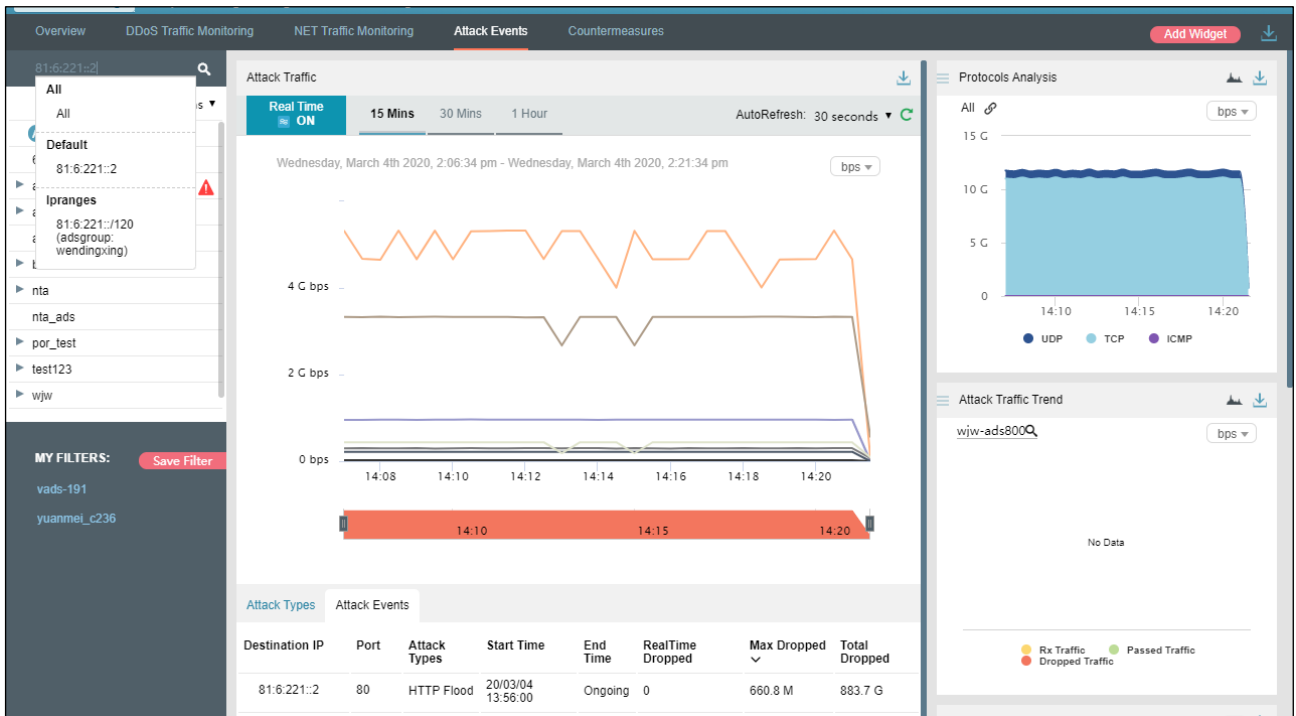 Overview DDoS Traffic Monitoring NET Traffic Monitoring Attack Events Countermeasures Add Widget
81:6:221::2
All
All
Default
81:6:221::2
Ipranges
81:6:221::/120
(adsgroup:
wendingxing)
nta
nta_ads
por_test
test123
wjw
MY FILTERS: Save Filter
vads-191
yuanmei_c236
Attack Traffic
Real Time
ON
15 Mins 30 Mins 1 Hour AutoRefresh: 30 seconds
Wednesday, March 4th 2020, 2:06:34 pm - Wednesday, March 4th 2020, 2:21:34 pm bps
4 G bps
2 G bps
0 bps
14:08 14:10 14:12 14:14 14:16 14:18 14:20
14:10 14:15 14:20
Attack Types Attack Events
Destination IP Port Attack Types Start Time End Time RealTime Dropped Max Dropped Total Dropped
81:6:221::2 80 HTTP Flood 20/03/04 13:56:00 Ongoing 0 660.8 M 883.7 G
Protocols Analysis
All bps
15 G
10 G
5 G
0
14:10 14:15 14:20
UDP TCP ICMP
Attack Traffic Trend
wjw-ads800 bps
No Data
Rx Traffic Passed Traffic
Dropped Traffic